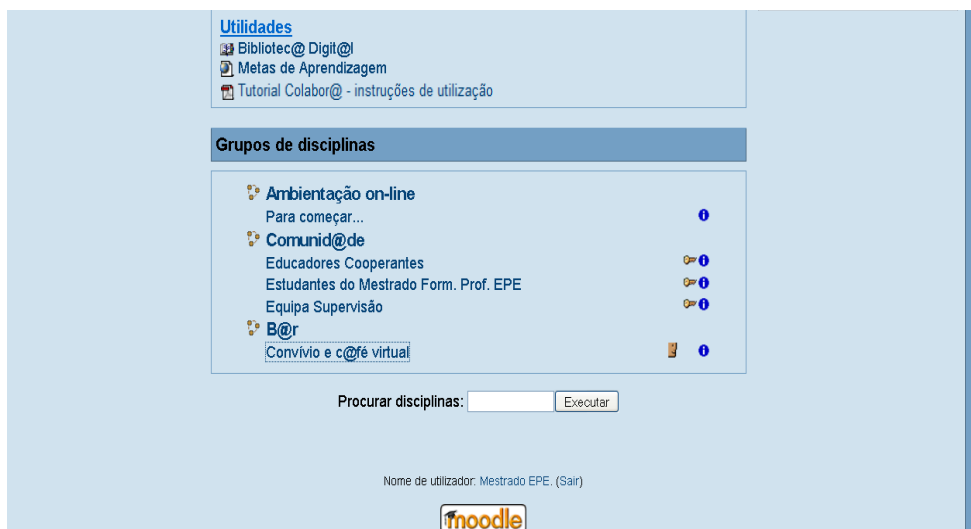 Utilidades
Bibliotec@ Digit@l
Metas de Aprendizagem
Tutorial Colabor@ - instruções de utilização
Grupos de disciplinas
Ambientação on-line
Para começar...
Comunid@de
Educadores Cooperantes
Estudantes do Mestrado Form. Prof. EPE
Equipa Supervisão
B@r
Convívio e c@fé virtual
Procurar disciplinas: Executar
Nome de utilizador: Mestrado EPE. (Sair)
moodle